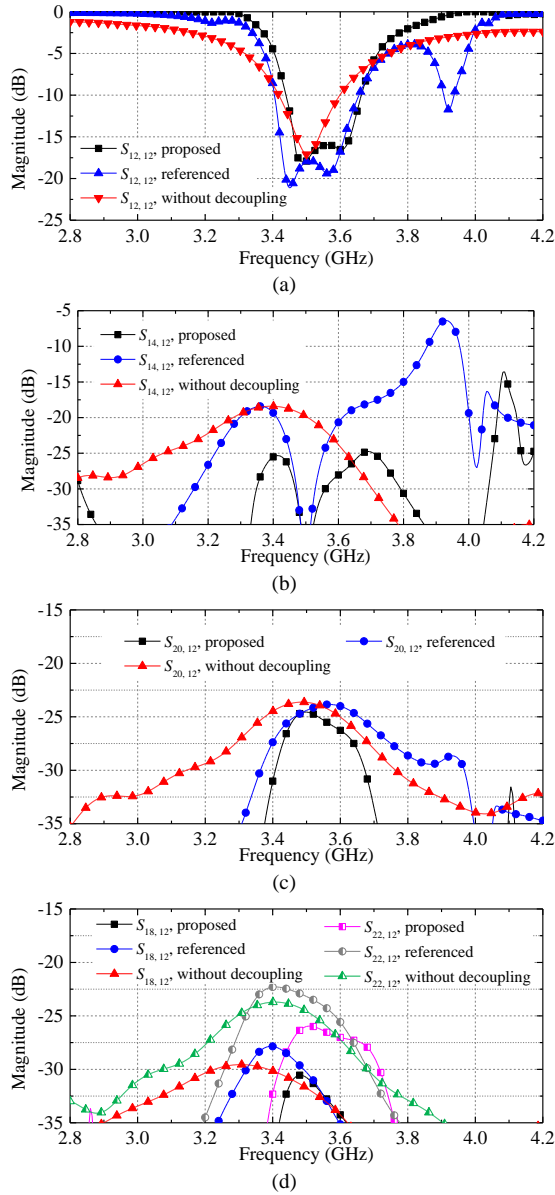 0
-5
-10
-15
-20
-25
Magnitude (dB)
S12, 12, proposed
S12, 12, referenced
S12, 12, without decoupling
2.8 3.0 3.2 3.4 3.6 3.8 4.0 4.2
Frequency (GHz)
(a)
-5
-10
-15
-20
-25
-30
-35
Magnitude (dB)
S14, 12, proposed
S14, 12, referenced
S14, 12, without decoupling
2.8 3.0 3.2 3.4 3.6 3.8 4.0 4.2
Frequency (GHz)
(b)
-15
-20
-25
-30
-35
Magnitude (dB)
S20, 12, proposed S20, 12, referenced
S20, 12, without decoupling
2.8 3.0 3.2 3.4 3.6 3.8 4.0 4.2
Frequency (GHz)
(c)
-15
-20
-25
-30
-35
Magnitude (dB)
S18, 12, proposed S22, 12, proposed
S18, 12, referenced S22, 12, referenced
S18, 12, without decoupling S22, 12, without decoupling
2.8 3.0 3.2 3.4 3.6 3.8 4.0 4.2
Frequency (GHz)
(d)